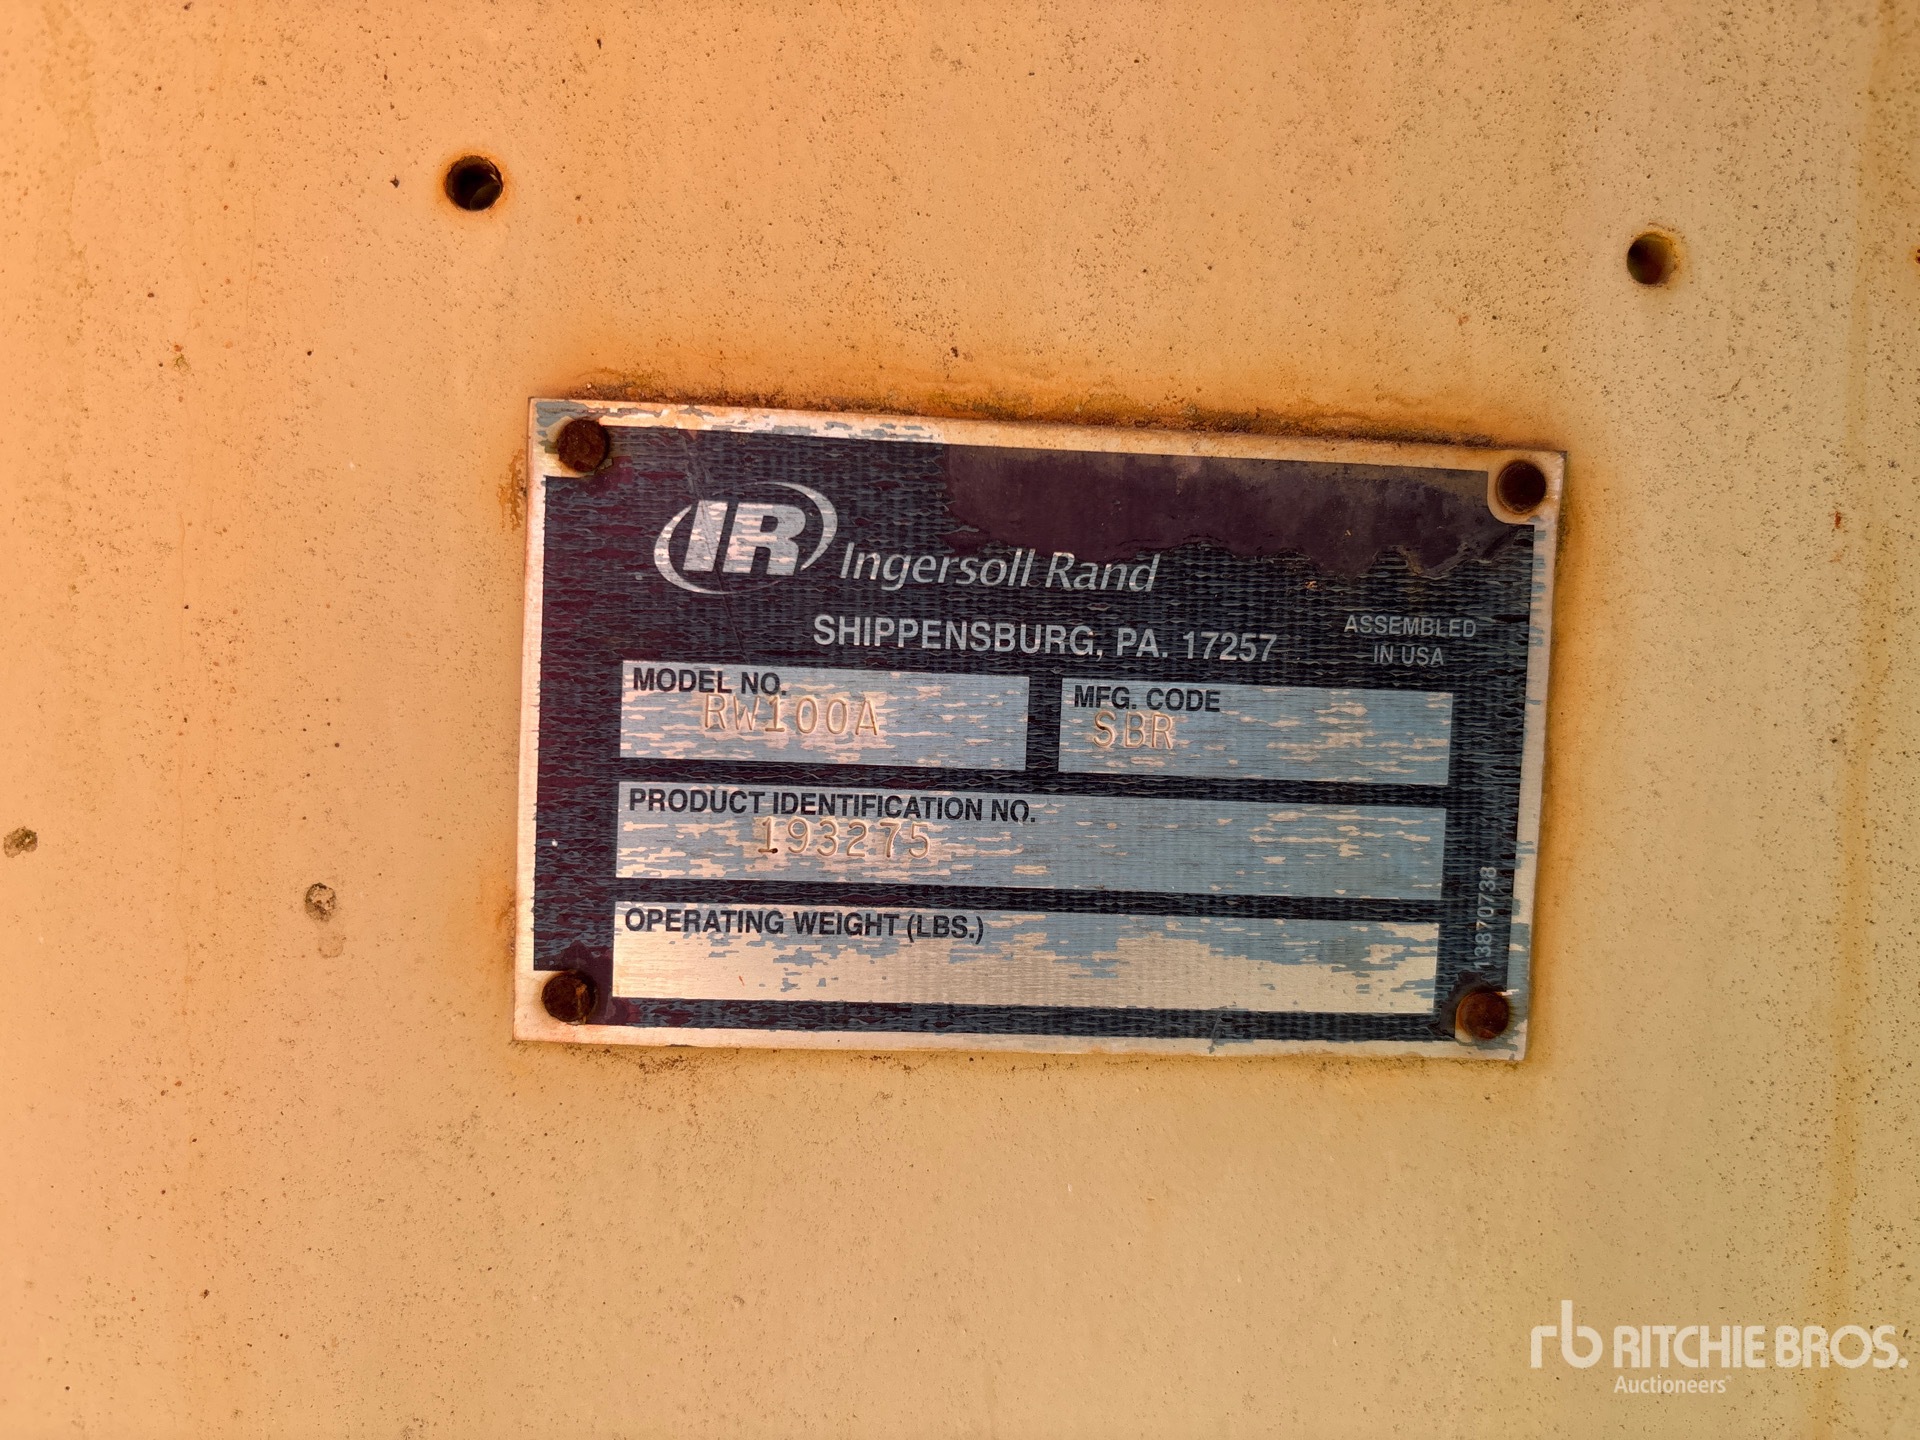 IR Ingersoll Rand
SHIPPENSBURG, PA. 17257
ASSEMBLED
IN USA
MODEL NO.
RW100A
MFG. CODE
SBR
PRODUCT IDENTIFICATION NO.
193275
OPERATING WEIGHT (LBS.)
13870738
rb RITCHIE BROS.
Auctioneers